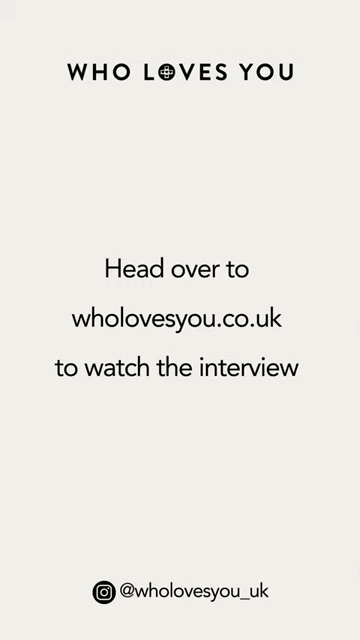 WHO LOVES YOU
Head over to
wholovesyou.co.uk
to watch the interview
@wholovesyou_uk